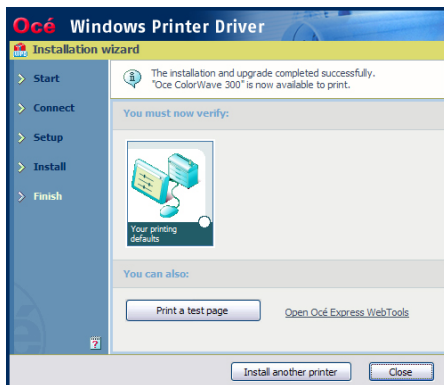 Océ Windows Printer Driver
Installation wizard
Start
The installation and upgrade completed successfully.
"Oce ColorWave 300" is now available to print.
Connect
You must now verify:
Setup
Install
Finish
Your printing
defaults
You can also:
Print a test page
Open Océ Express WebTools
?
Install another printer
Close